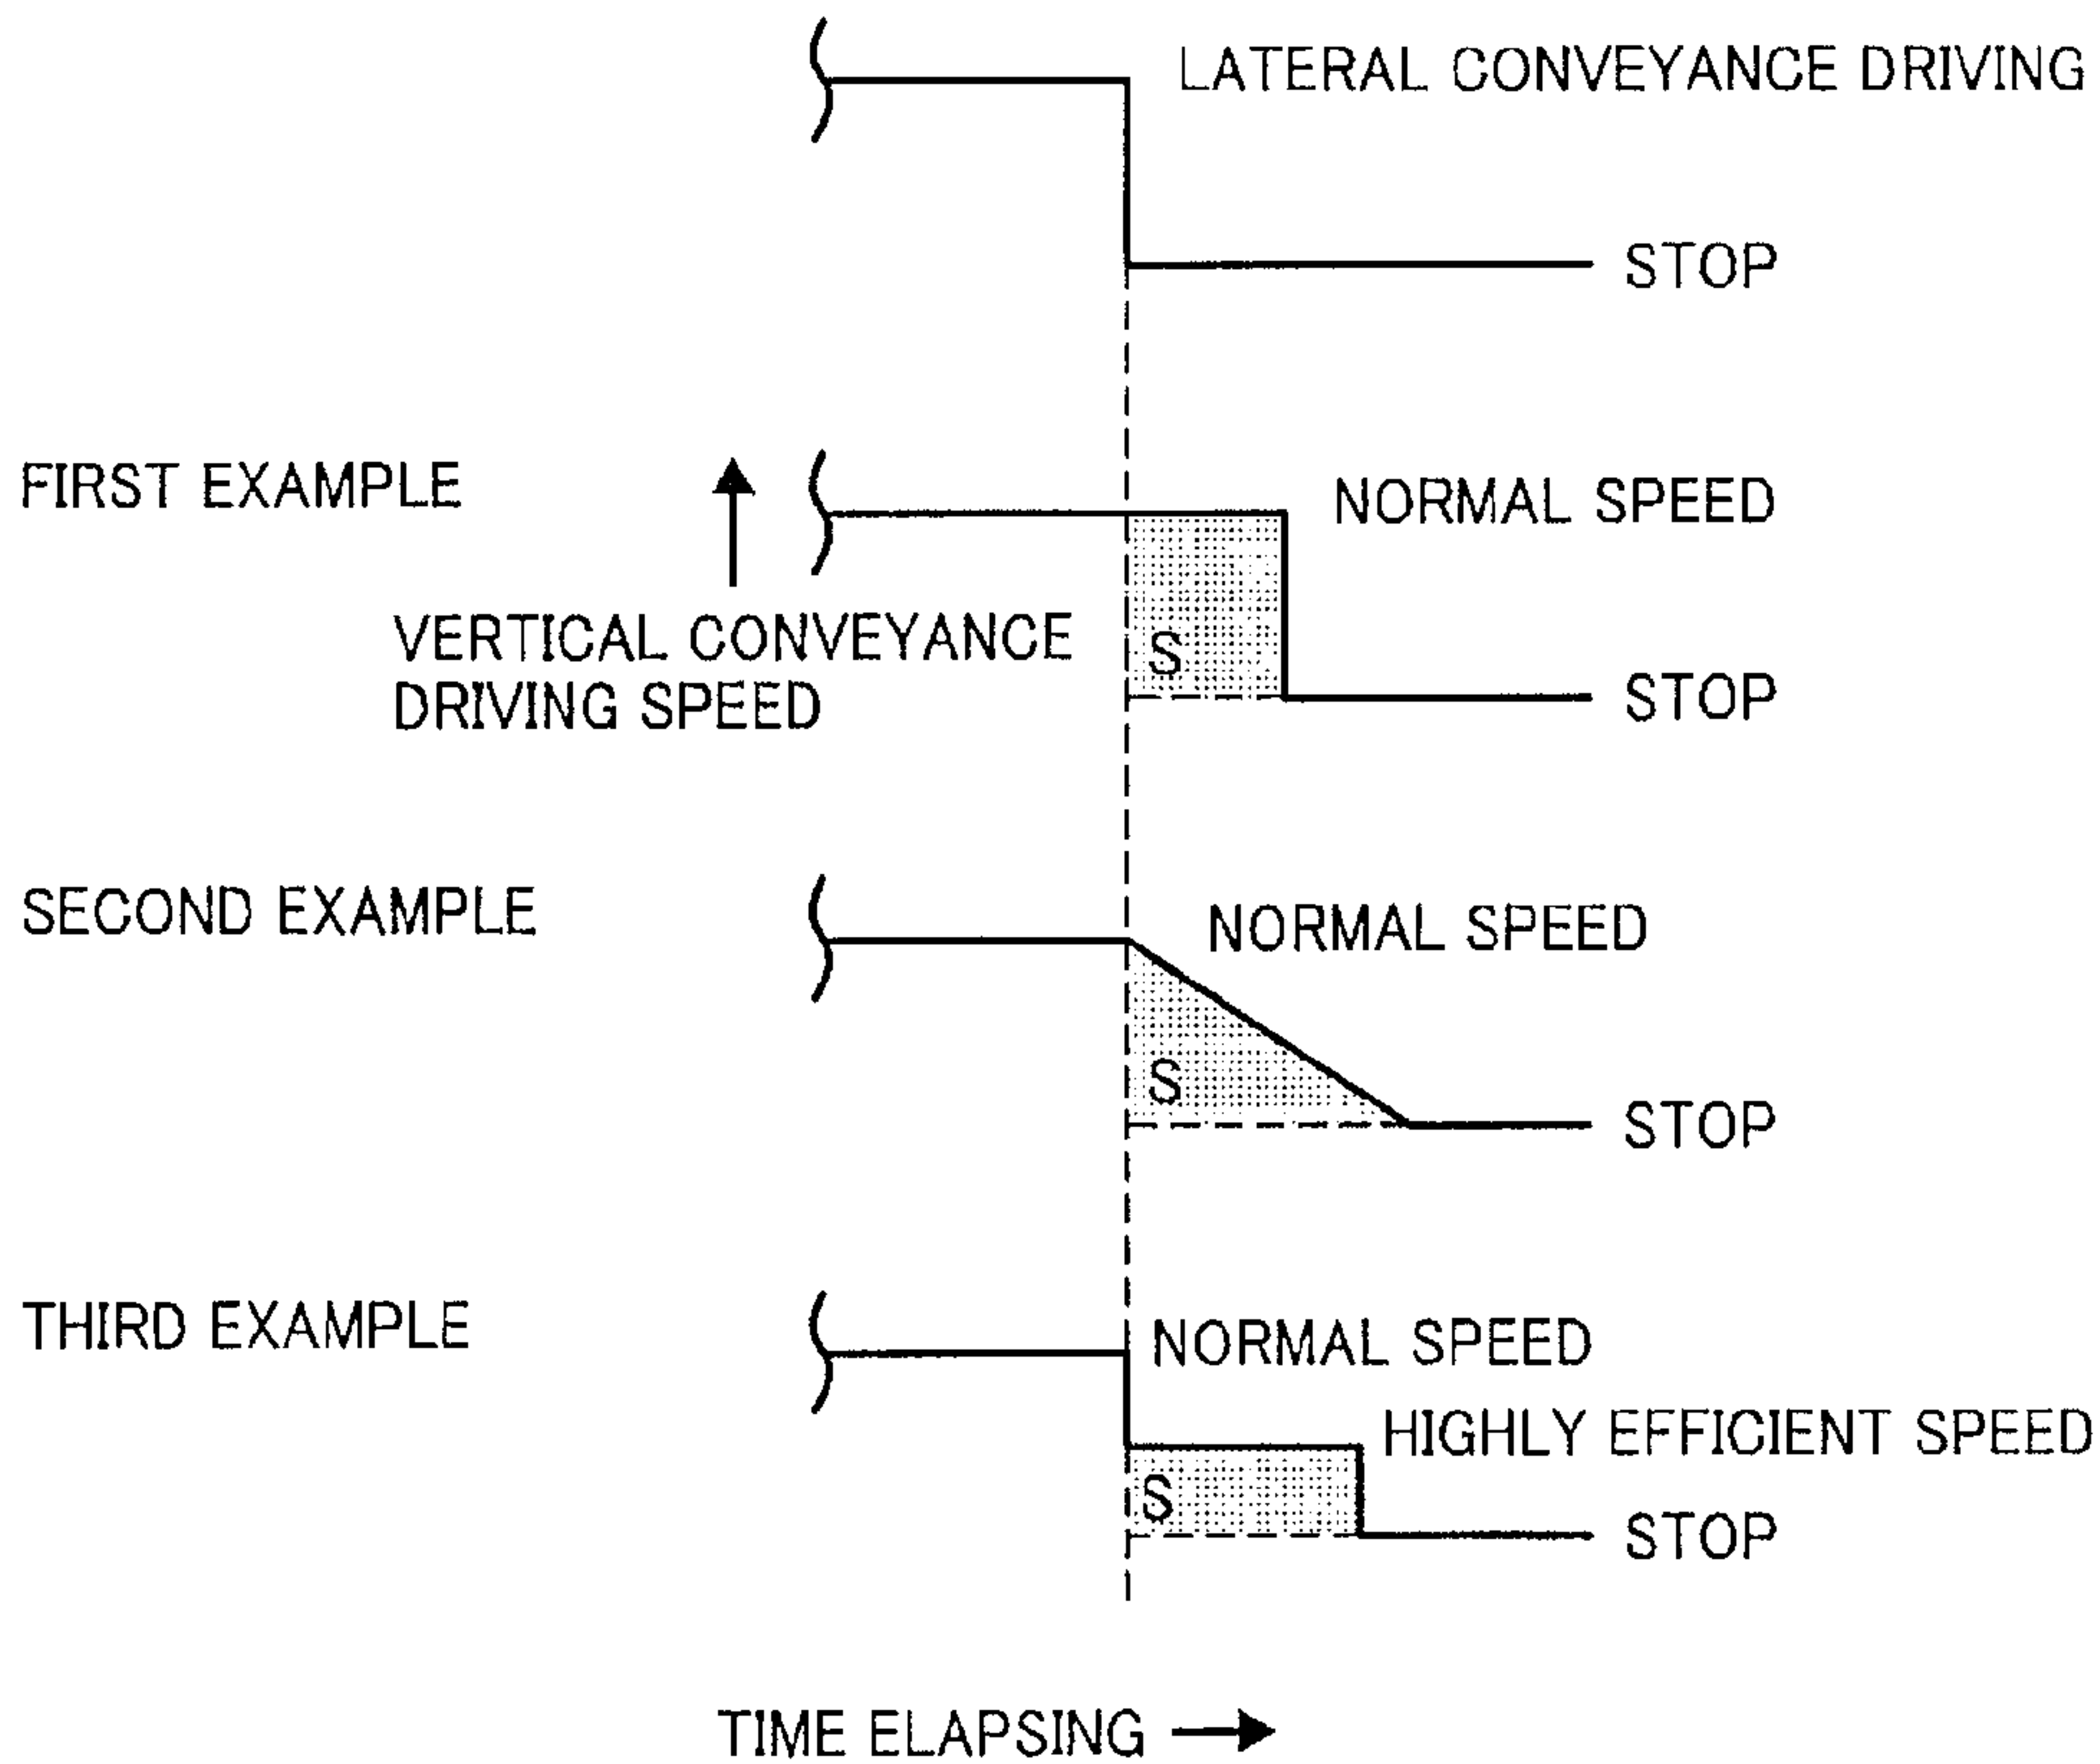 LATERAL CONVEYANCE DRIVING
STOP
FIRST EXAMPLE
NORMAL SPEED
VERTICAL CONVEYANCE
DRIVING SPEED
S
STOP
SECOND EXAMPLE
NORMAL SPEED
S
STOP
THIRD EXAMPLE
NORMAL SPEED
HIGHLY EFFICIENT SPEED
S
STOP
TIME ELAPSING